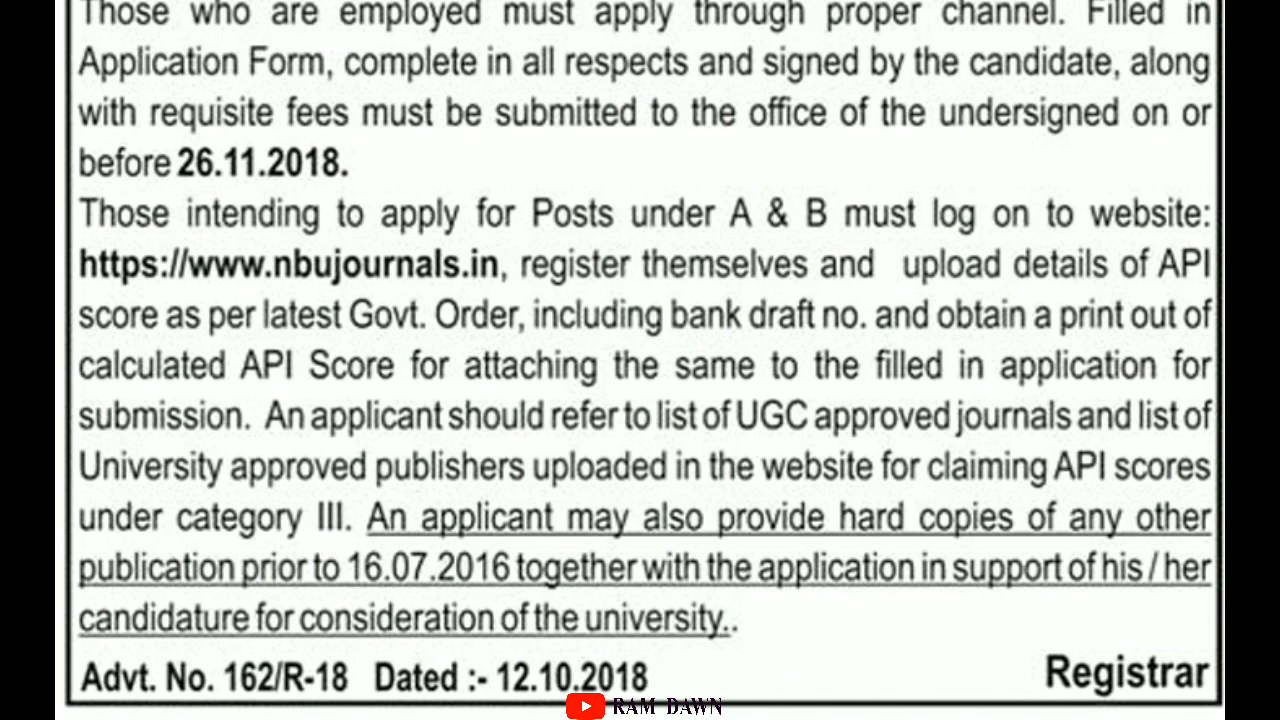 Those who are employed must apply through proper channel. Filled in
Application Form, complete in all respects and signed by the candidate, along
with requisite fees must be submitted to the office of the undersigned on or
before 26.11.2018.
Those intending to apply for Posts under A & B must log on to website:
https://www.nbujournals.in, register themselves and upload details of API
score as per latest Govt. Order, including bank draft no. and obtain a print out of
calculated API Score for attaching the same to the filled in application for
submission. An applicant should refer to list of UGC approved journals and list of
University approved publishers uploaded in the website for claiming API scores
under category III. An applicant may also provide hard copies of any other
publication prior to 16.07.2016 together with the application in support of his / her
candidature for consideration of the university..
Advt. No. 162/R-18 Dated :- 12.10.2018 Registrar
RAM DAWN